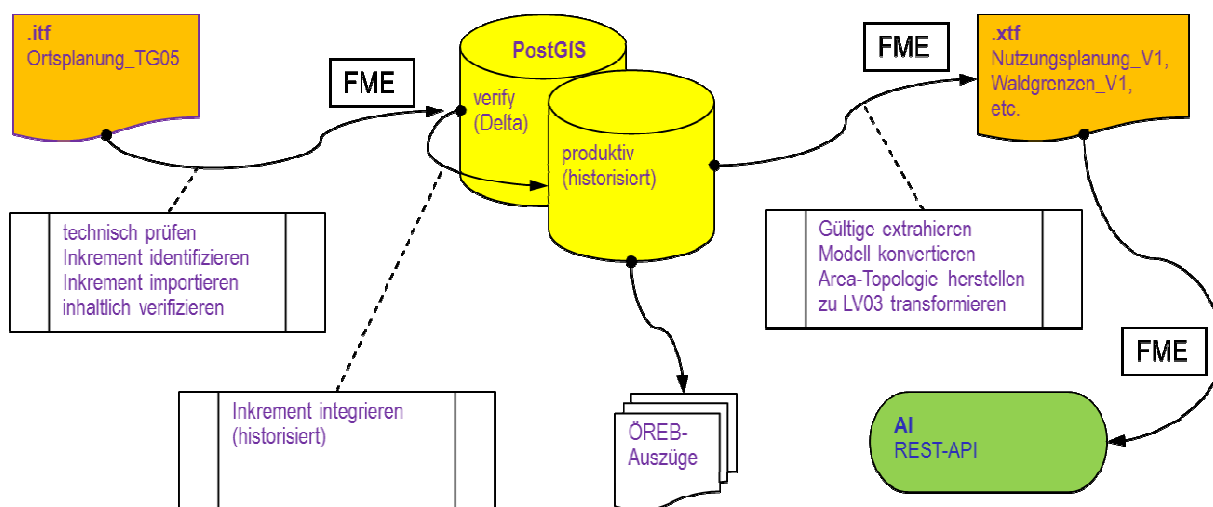 .itf
Ortsplanung_TG05
FME
PostGIS
verify
(Delta)
produktiv
(historisiert)
FME
.xtf
Nutzungsplanung_V1,
Waldgrenzen_V1,
etc.
technisch prüfen
Inkrement identifizieren
Inkrement importieren
inhaltlich verifizieren
Gültige extrahieren
Modell konvertieren
Area-Topologie herstellen
zu LV03 transformieren
FME
Inkrement integrieren
(historisiert)
ÖREB-
Auszüge
AI
REST-API